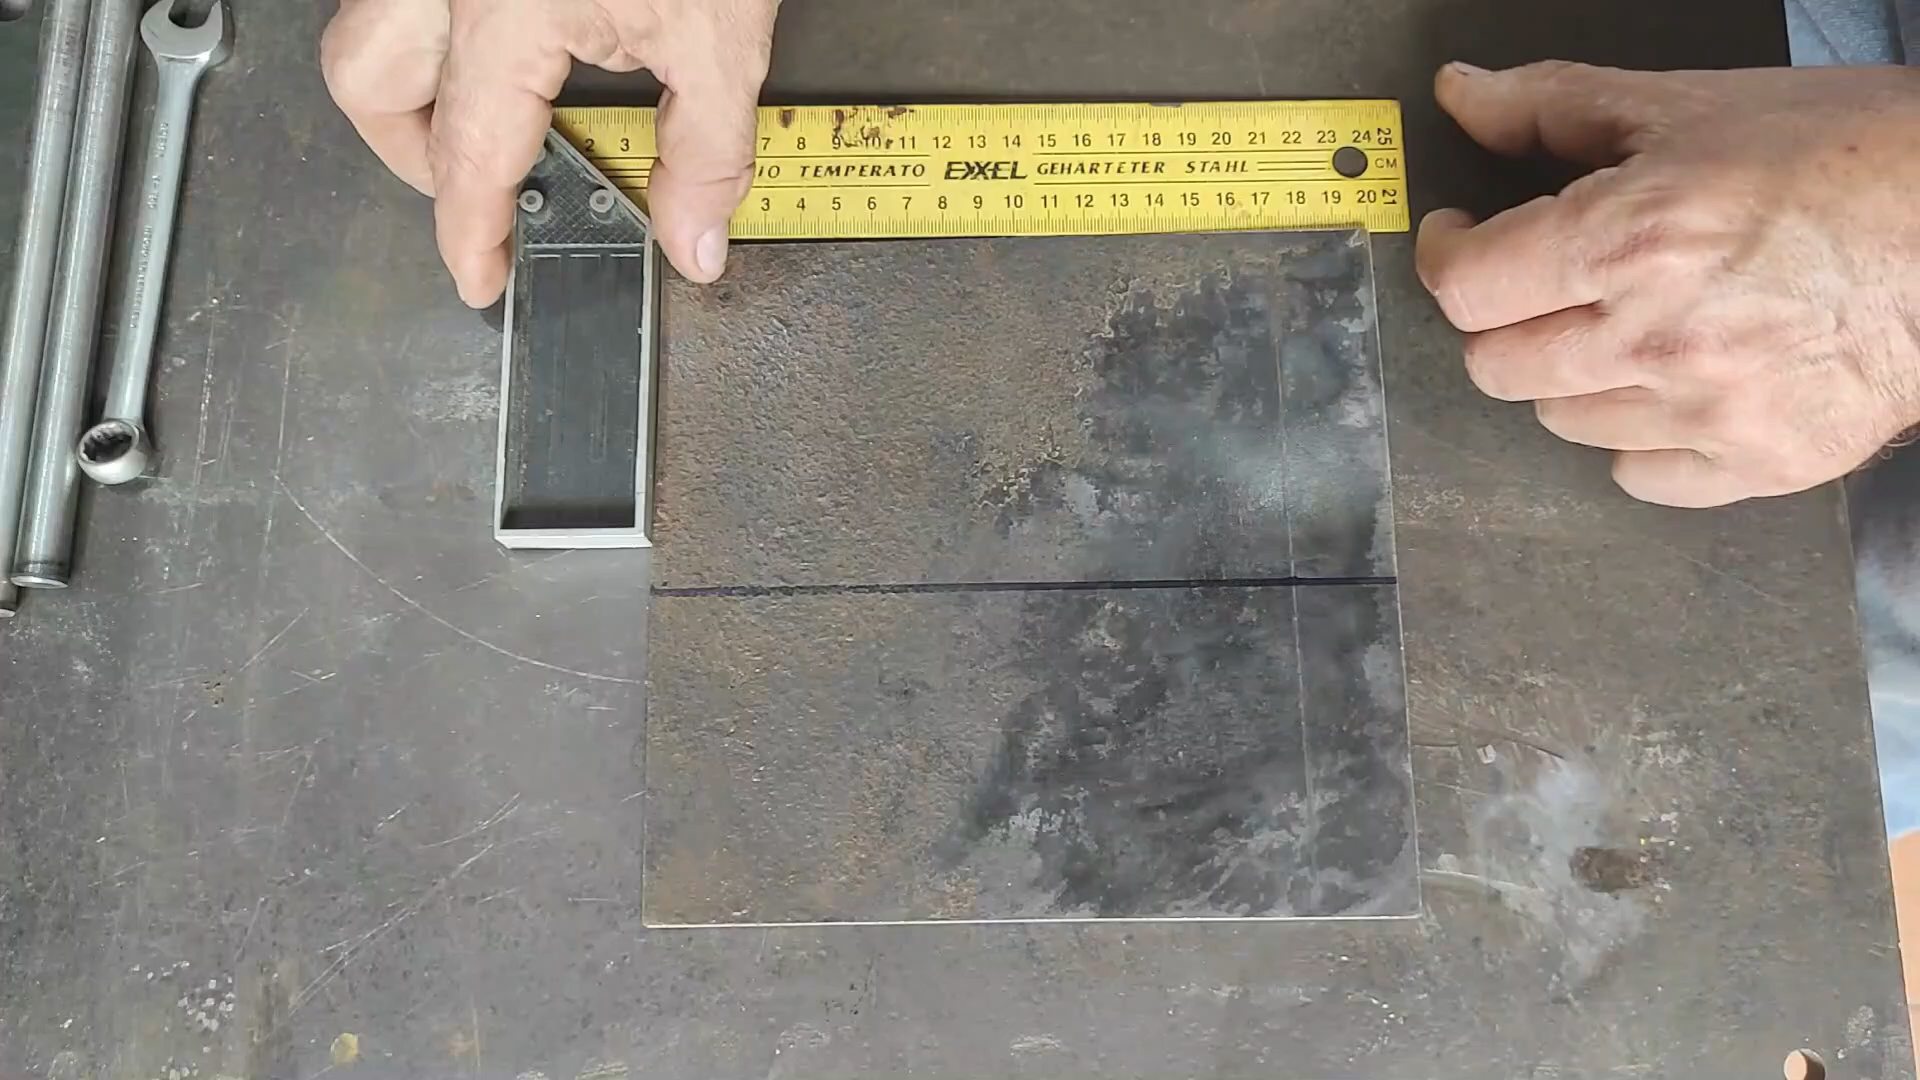 2 3 7 8 9 10 11 12 13 14 15 16 17 18 19 20 21 22 23 24 25
IO TEMPERATO EXXEL GEHARTETER STAHL CM
3 4 5 6 7 8 9 10 11 12 13 14 15 16 17 18 19 20 21